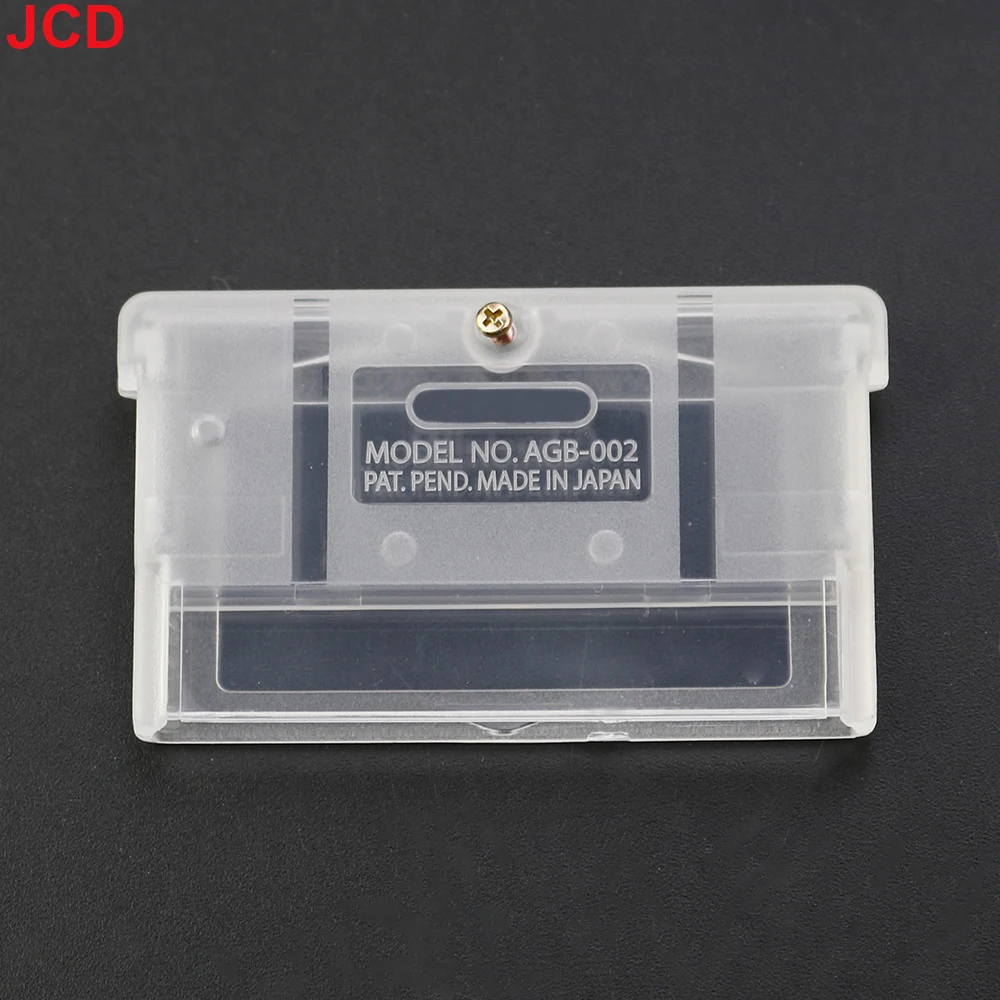 JCD
MODEL NO. AGB-002
PAT. PEND. MADE IN JAPAN